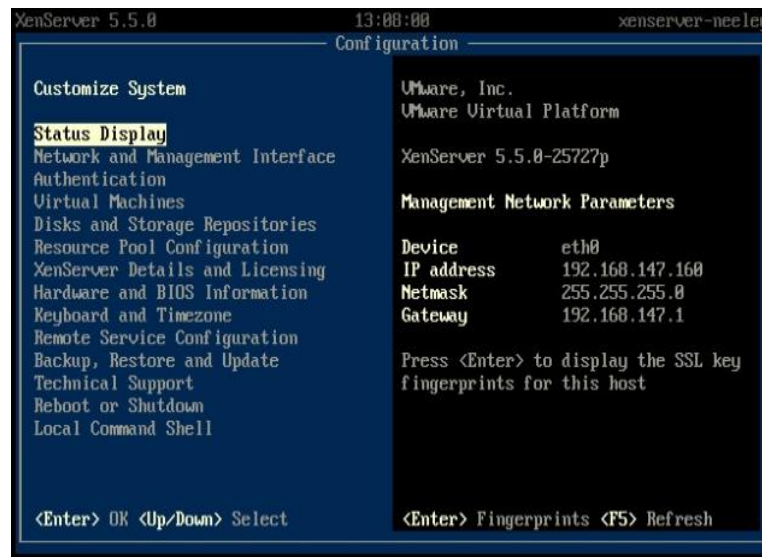 XenServer 5.5.0 13:08:00 xenserver-neeleg
Configuration
Customize System
Status Display
Network and Management Interface
Authentication
Virtual Machines
Disks and Storage Repositories
Resource Pool Configuration
XenServer Details and Licensing
Hardware and BIOS Information
Keyboard and Timezone
Remote Service Configuration
Backup, Restore and Update
Technical Support
Reboot or Shutdown
Local Command Shell
<Enter> OK <Up/Down> Select
VMware, Inc.
VMware Virtual Platform
XenServer 5.5.0-25727p
Management Network Parameters
Device eth0
IP address 192.168.147.160
Netmask 255.255.255.0
Gateway 192.168.147.1
Press <Enter> to display the SSL key
fingerprints for this host
<Enter> Fingerprints <F5> Refresh